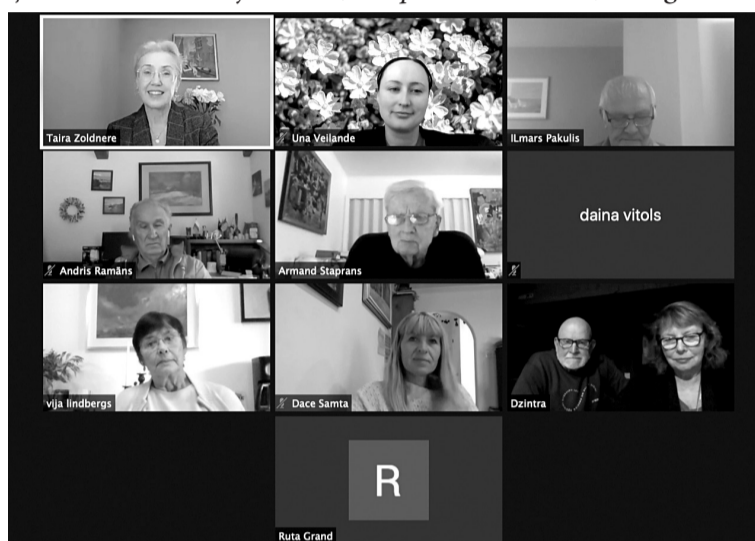 Taira Zoldnere
Una Veilande
ILmars Pakulis
Andris Ramāns
Armand Staprans
daina vitols
vija lindbergs
Dace Samta
Dzintra
R
Ruta Grand